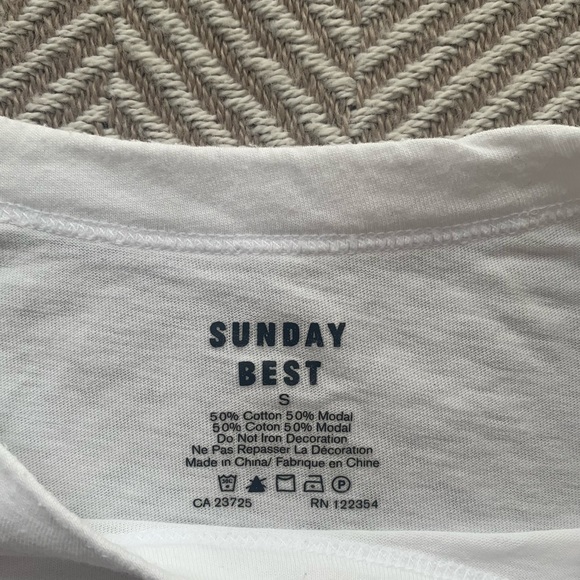 SUNDAY
BEST
S
50% Cotton 50% Modal
50% Coton 50% Modal
Do Not Iron Decoration
Ne Pas Repasser La Décoration
Made in China/ Fabrique en Chine
CA 23725 RN 122354